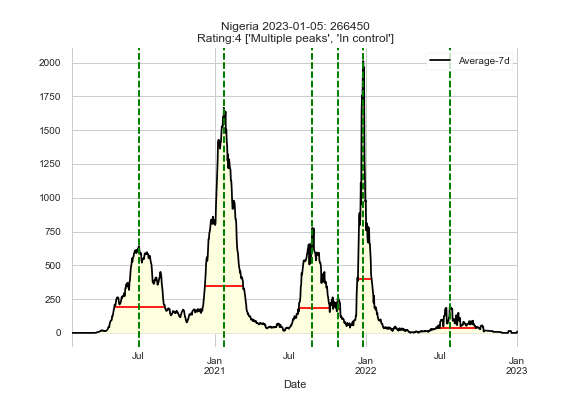 Nigeria 2023-01-05: 266450
Rating:4 ['Multiple peaks', 'In control']
Average-7d
2000
1750
1500
1250
1000
750
500
250
0
Jul
Jan
2021
Jul
Jan
2022
Jul
Jan
2023
Date